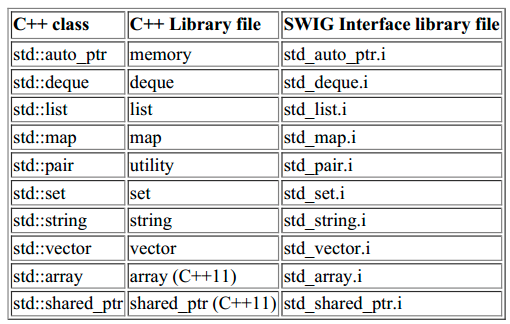 C++ class C++ Library file SWIG Interface library file
std::auto_ptr memory std_auto_ptr.i
std::deque deque std_deque.i
std::list list std_list.i
std::map map std_map.i
std::pair utility std_pair.i
std::set set std_set.i
std::string string std_string.i
std::vector vector std_vector.i
std::array array (C++11) std_array.i
std::shared_ptr shared_ptr (C++11) std_shared_ptr.i